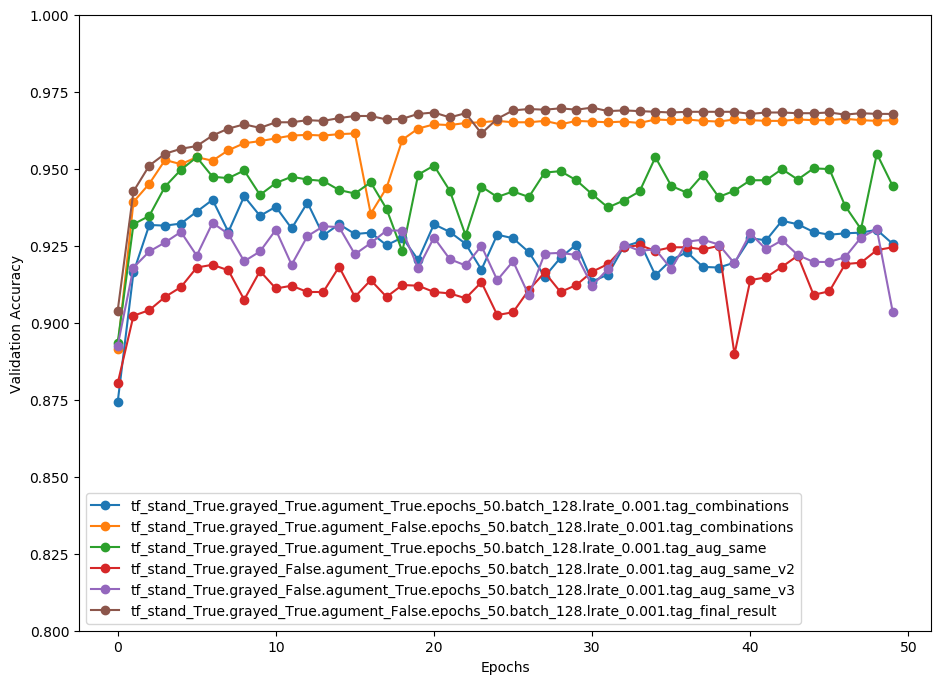 1.000
0.975
0.950
0.925
0.900
0.875
0.850
0.825
0.800
Validation Accuracy
tf_stand_True.grayed_True.agument_True.epochs_50.batch_128.lrate_0.001.tag_combinations
tf_stand_True.grayed_True.agument_False.epochs_50.batch_128.lrate_0.001.tag_combinations
tf_stand_True.grayed_True.agument_True.epochs_50.batch_128.lrate_0.001.tag_aug_same
tf_stand_True.grayed_False.agument_True.epochs_50.batch_128.lrate_0.001.tag_aug_same_v2
tf_stand_True.grayed_False.agument_True.epochs_50.batch_128.lrate_0.001.tag_aug_same_v3
tf_stand_True.grayed_True.agument_False.epochs_50.batch_128.lrate_0.001.tag_final_result
0 10 20 30 40 50
Epochs